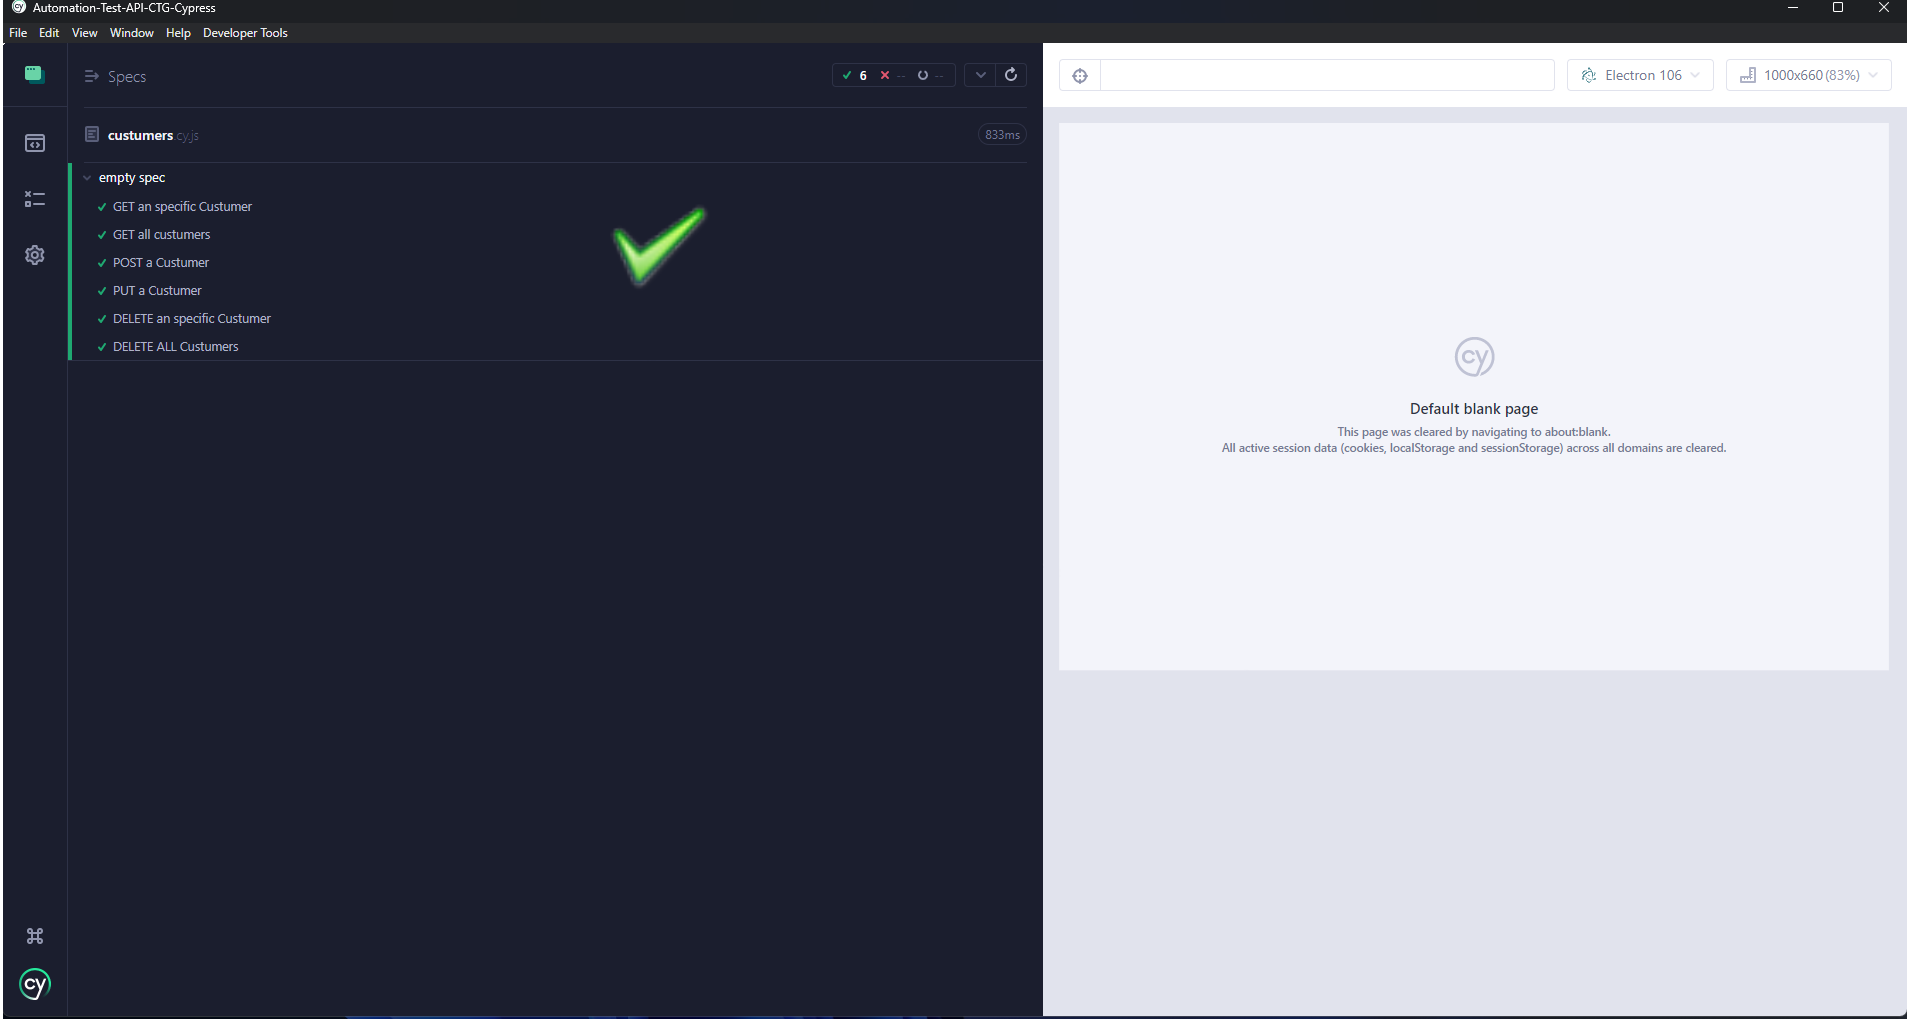 cy Automation-Test-API-CTG-Cypress
File Edit View Window Help Developer Tools
Specs
6 -- --
custumers cy.js
833ms
empty spec
GET an specific Custumer
GET all custumers
POST a Custumer
PUT a Custumer
DELETE an specific Custumer
DELETE ALL Custumers
cy
Electron 106
1000x660 (83%)
cy
Default blank page
This page was cleared by navigating to about:blank.
All active session data (cookies, localStorage and sessionStorage) across all domains are cleared.